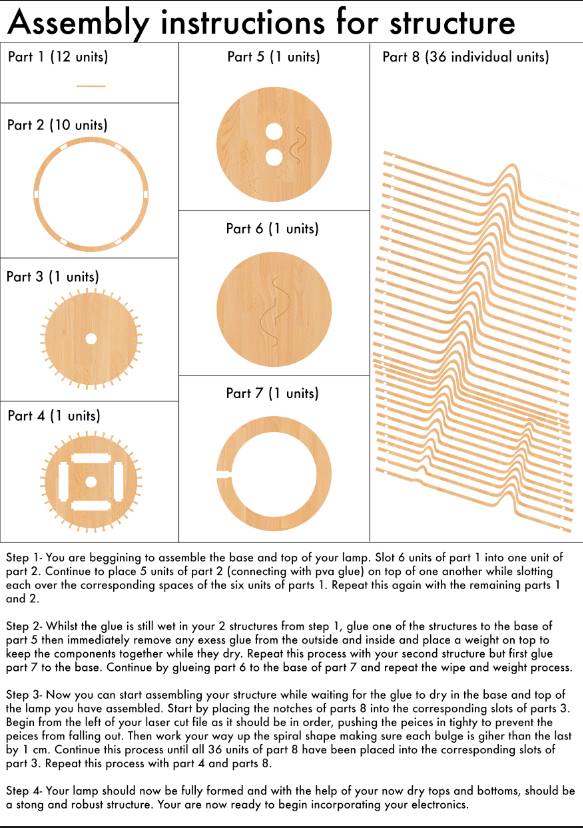 Assembly instructions for structure
Part 1 (12 units)
Part 2 (10 units)
Part 3 (1 units)
Part 4 (1 units)
Part 5 (1 units)
Part 6 (1 units)
Part 7 (1 units)
Part 8 (36 individual units)
Step 1- You are beggining to assemble the base and top of your lamp. Slot 6 units of part 1 into one unit of
part 2. Continue to place 5 units of part 2 (connecting with pva glue) on top of one another while slotting
each over the corresponding spaces of the six units of parts 1. Repeat this again with the remaining parts 1
and 2.
Step 2- Whilst the glue is still wet in your 2 structures from step 1, glue one of the structures to the base of
part 5 then immediately remove any exess glue from the outside and inside and place a weight on top to
keep the components together while they dry. Repeat this process with your second structure but first glue
part 7 to the base. Continue by glueing part 6 to the base of part 7 and repeat the wipe and weight process.
Step 3- Now you can start assembling your structure while waiting for the glue to dry in the base and top of
the lamp you have assembled. Start by placing the notches of parts 8 into the corresponding slots of parts 3.
Begin from the left of your laser cut file as it should be in order, pushing the peices in tighty to prevent the
peices from falling out. Then work your way up the spiral shape making sure each bulge is giher than the last
by 1 cm. Continue this process until all 36 units of part 8 have been placed into the corresponding slots of
part 3. Repeat this process with part 4 and parts 8.
Step 4- Your lamp should now be fully formed and with the help of your now dry tops and bottoms, should be
a stong and robust structure. Your are now ready to begin incorporating your electronics.